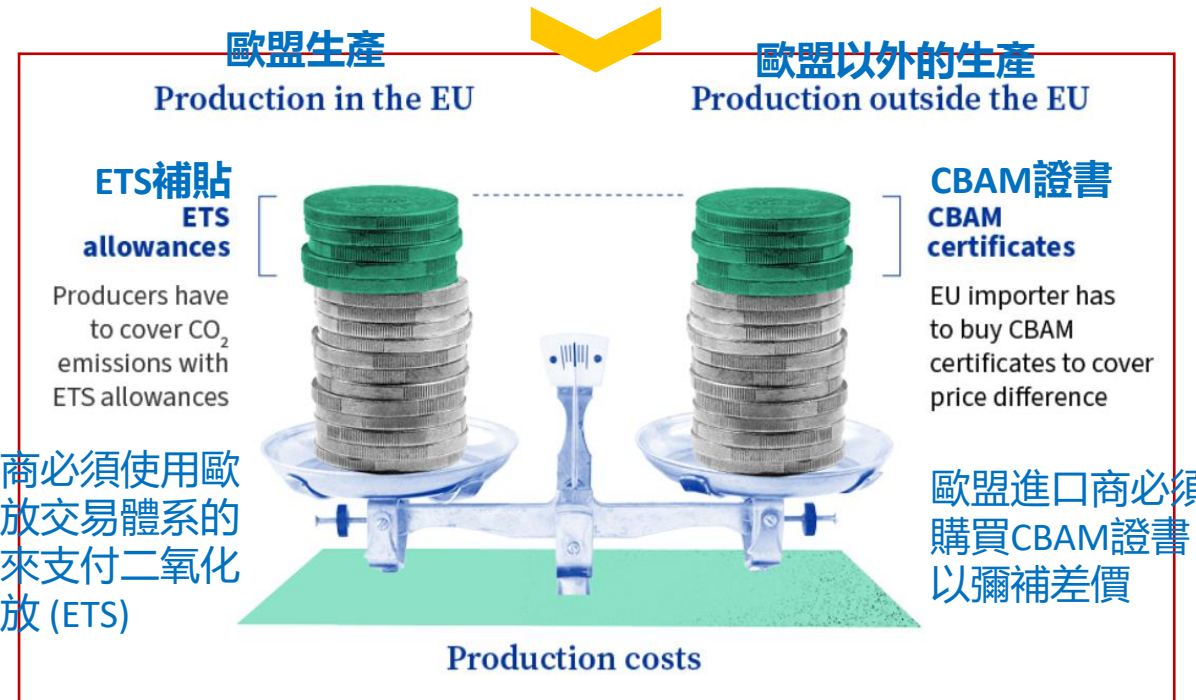 歐盟生產
Production in the EU
歐盟以外的生產
Production outside the EU
ETS補貼
ETS
allowances
Producers have
to cover CO₂
emissions with
ETS allowances
商必須使用歐
放交易體系的
來支付二氧化
放 (ETS)
CBAM證書
CBAM
certificates
EU importer has
to buy CBAM
certificates to cover
price difference
歐盟進口商必須
購買CBAM證書
以彌補差價
Production costs